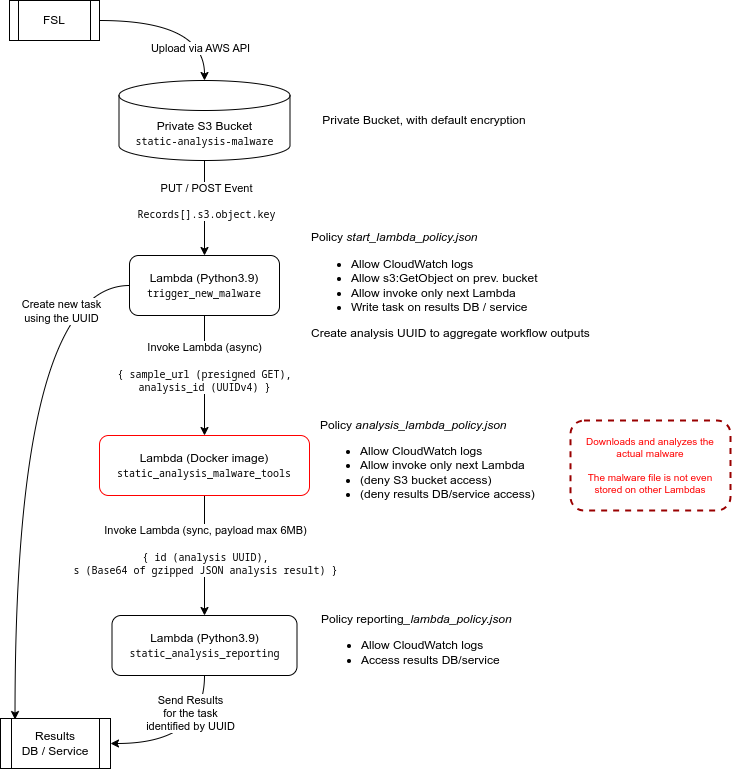 FSL
Upload via AWS API
Private S3 Bucket
static-analysis-malware
Private Bucket, with default encryption
PUT / POST Event
Records[].s3.object.key
Policy start_lambda_policy.json
• Allow CloudWatch logs
• Allow s3:GetObject on prev. bucket
• Allow invoke only next Lambda
• Write task on results DB / service
Create analysis UUID to aggregate workflow outputs
Lambda (Python3.9)
trigger_new_malware
Create new task
using the UUID
Invoke Lambda (async)
{ sample_url (presigned GET),
analysis_id (UUIDv4) }
Policy analysis_lambda_policy.json
• Allow CloudWatch logs
• Allow invoke only next Lambda
• (deny S3 bucket access)
• (deny results DB/service access)
Downloads and analyzes the
actual malware
The malware file is not even
stored on other Lambdas
Lambda (Docker image)
static_analysis_malware_tools
Invoke Lambda (sync, payload max 6MB)
{ id (analysis UUID),
s (Base64 of gzipped JSON analysis result) }
Policy reporting_lambda_policy.json
• Allow CloudWatch logs
• Access results DB/service
Lambda (Python3.9)
static_analysis_reporting
Send Results
for the task
identified by UUID
Results
DB / Service